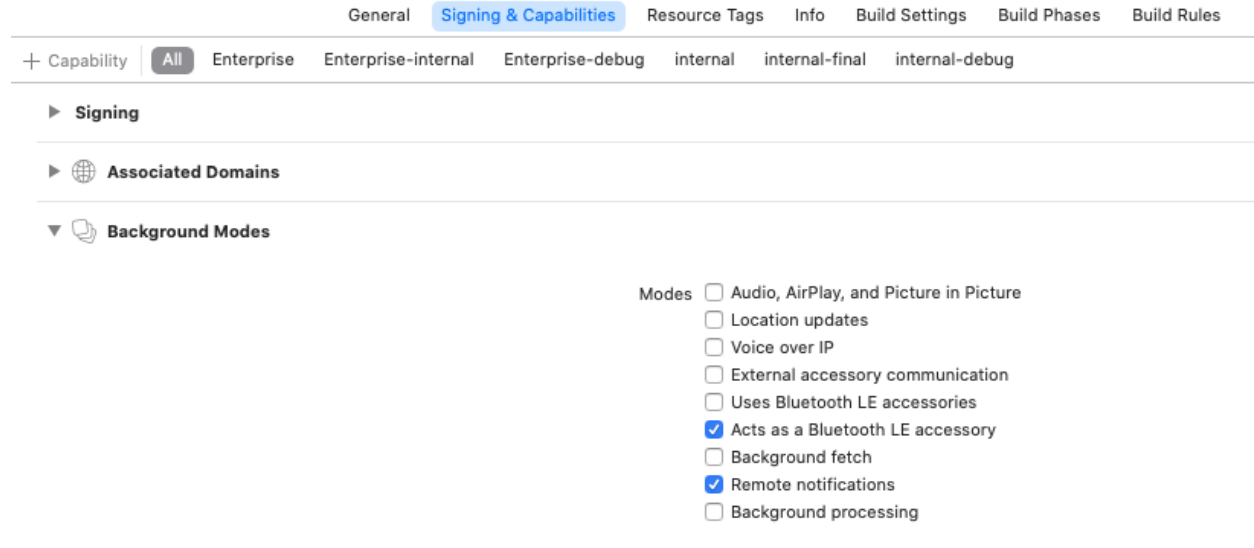 General Signing & Capabilities Resource Tags Info Build Settings Build Phases Build Rules
+ Capability All Enterprise Enterprise-internal Enterprise-debug internal internal-final internal-debug
Signing
Associated Domains
Background Modes
Modes Audio, AirPlay, and Picture in Picture
Location updates
Voice over IP
External accessory communication
Uses Bluetooth LE accessories
Acts as a Bluetooth LE accessory
Background fetch
Remote notifications
Background processing